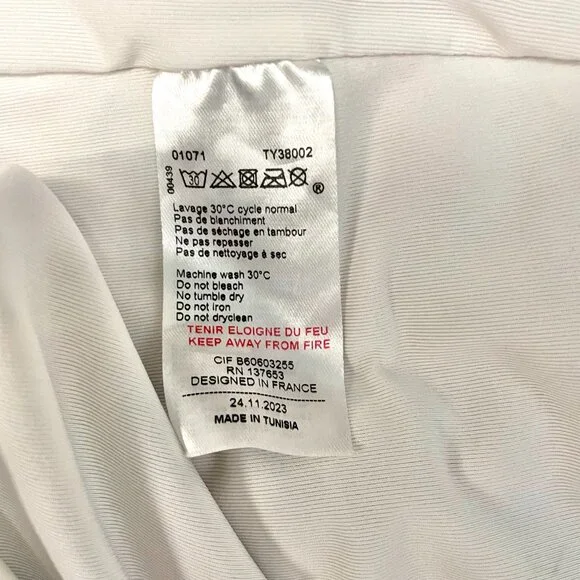 01071 TY38002
00439
30
®
Lavage 30°C cycle normal
Pas de blanchiment
Pas de séchage en tambour
Ne pas repasser
Pas de nettoyage à sec
Machine wash 30°C
Do not bleach
No tumble dry
Do not iron
Do not dryclean
TENIR ELOIGNE DU FEU
KEEP AWAY FROM FIRE
CIF B60603255
RN 137653
DESIGNED IN FRANCE
24.11.2023
MADE IN TUNISIA